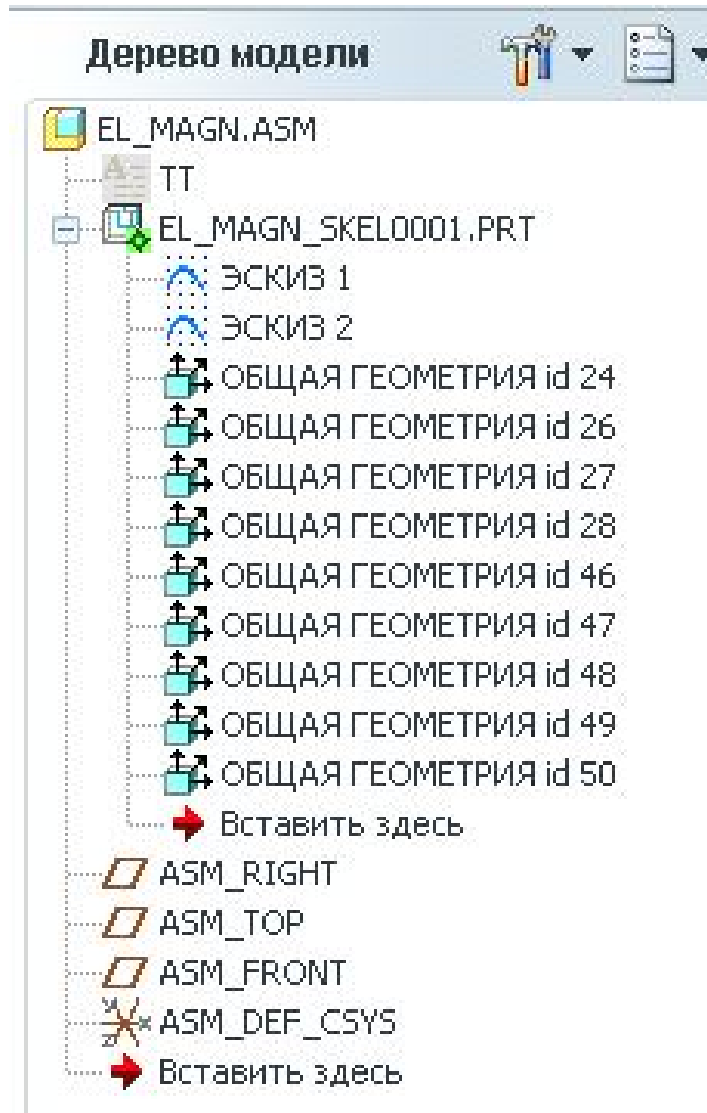 Дерево модели
EL_MAGN.ASM
TT
EL_MAGN_SKEL0001.PRT
ЭСКИЗ 1
ЭСКИЗ 2
ОБЩАЯ ГЕОМЕТРИЯ id 24
ОБЩАЯ ГЕОМЕТРИЯ id 26
ОБЩАЯ ГЕОМЕТРИЯ id 27
ОБЩАЯ ГЕОМЕТРИЯ id 28
ОБЩАЯ ГЕОМЕТРИЯ id 46
ОБЩАЯ ГЕОМЕТРИЯ id 47
ОБЩАЯ ГЕОМЕТРИЯ id 48
ОБЩАЯ ГЕОМЕТРИЯ id 49
ОБЩАЯ ГЕОМЕТРИЯ id 50
Вставить здесь
ASM_RIGHT
ASM_TOP
ASM_FRONT
ASM_DEF_CSYS
Вставить здесь